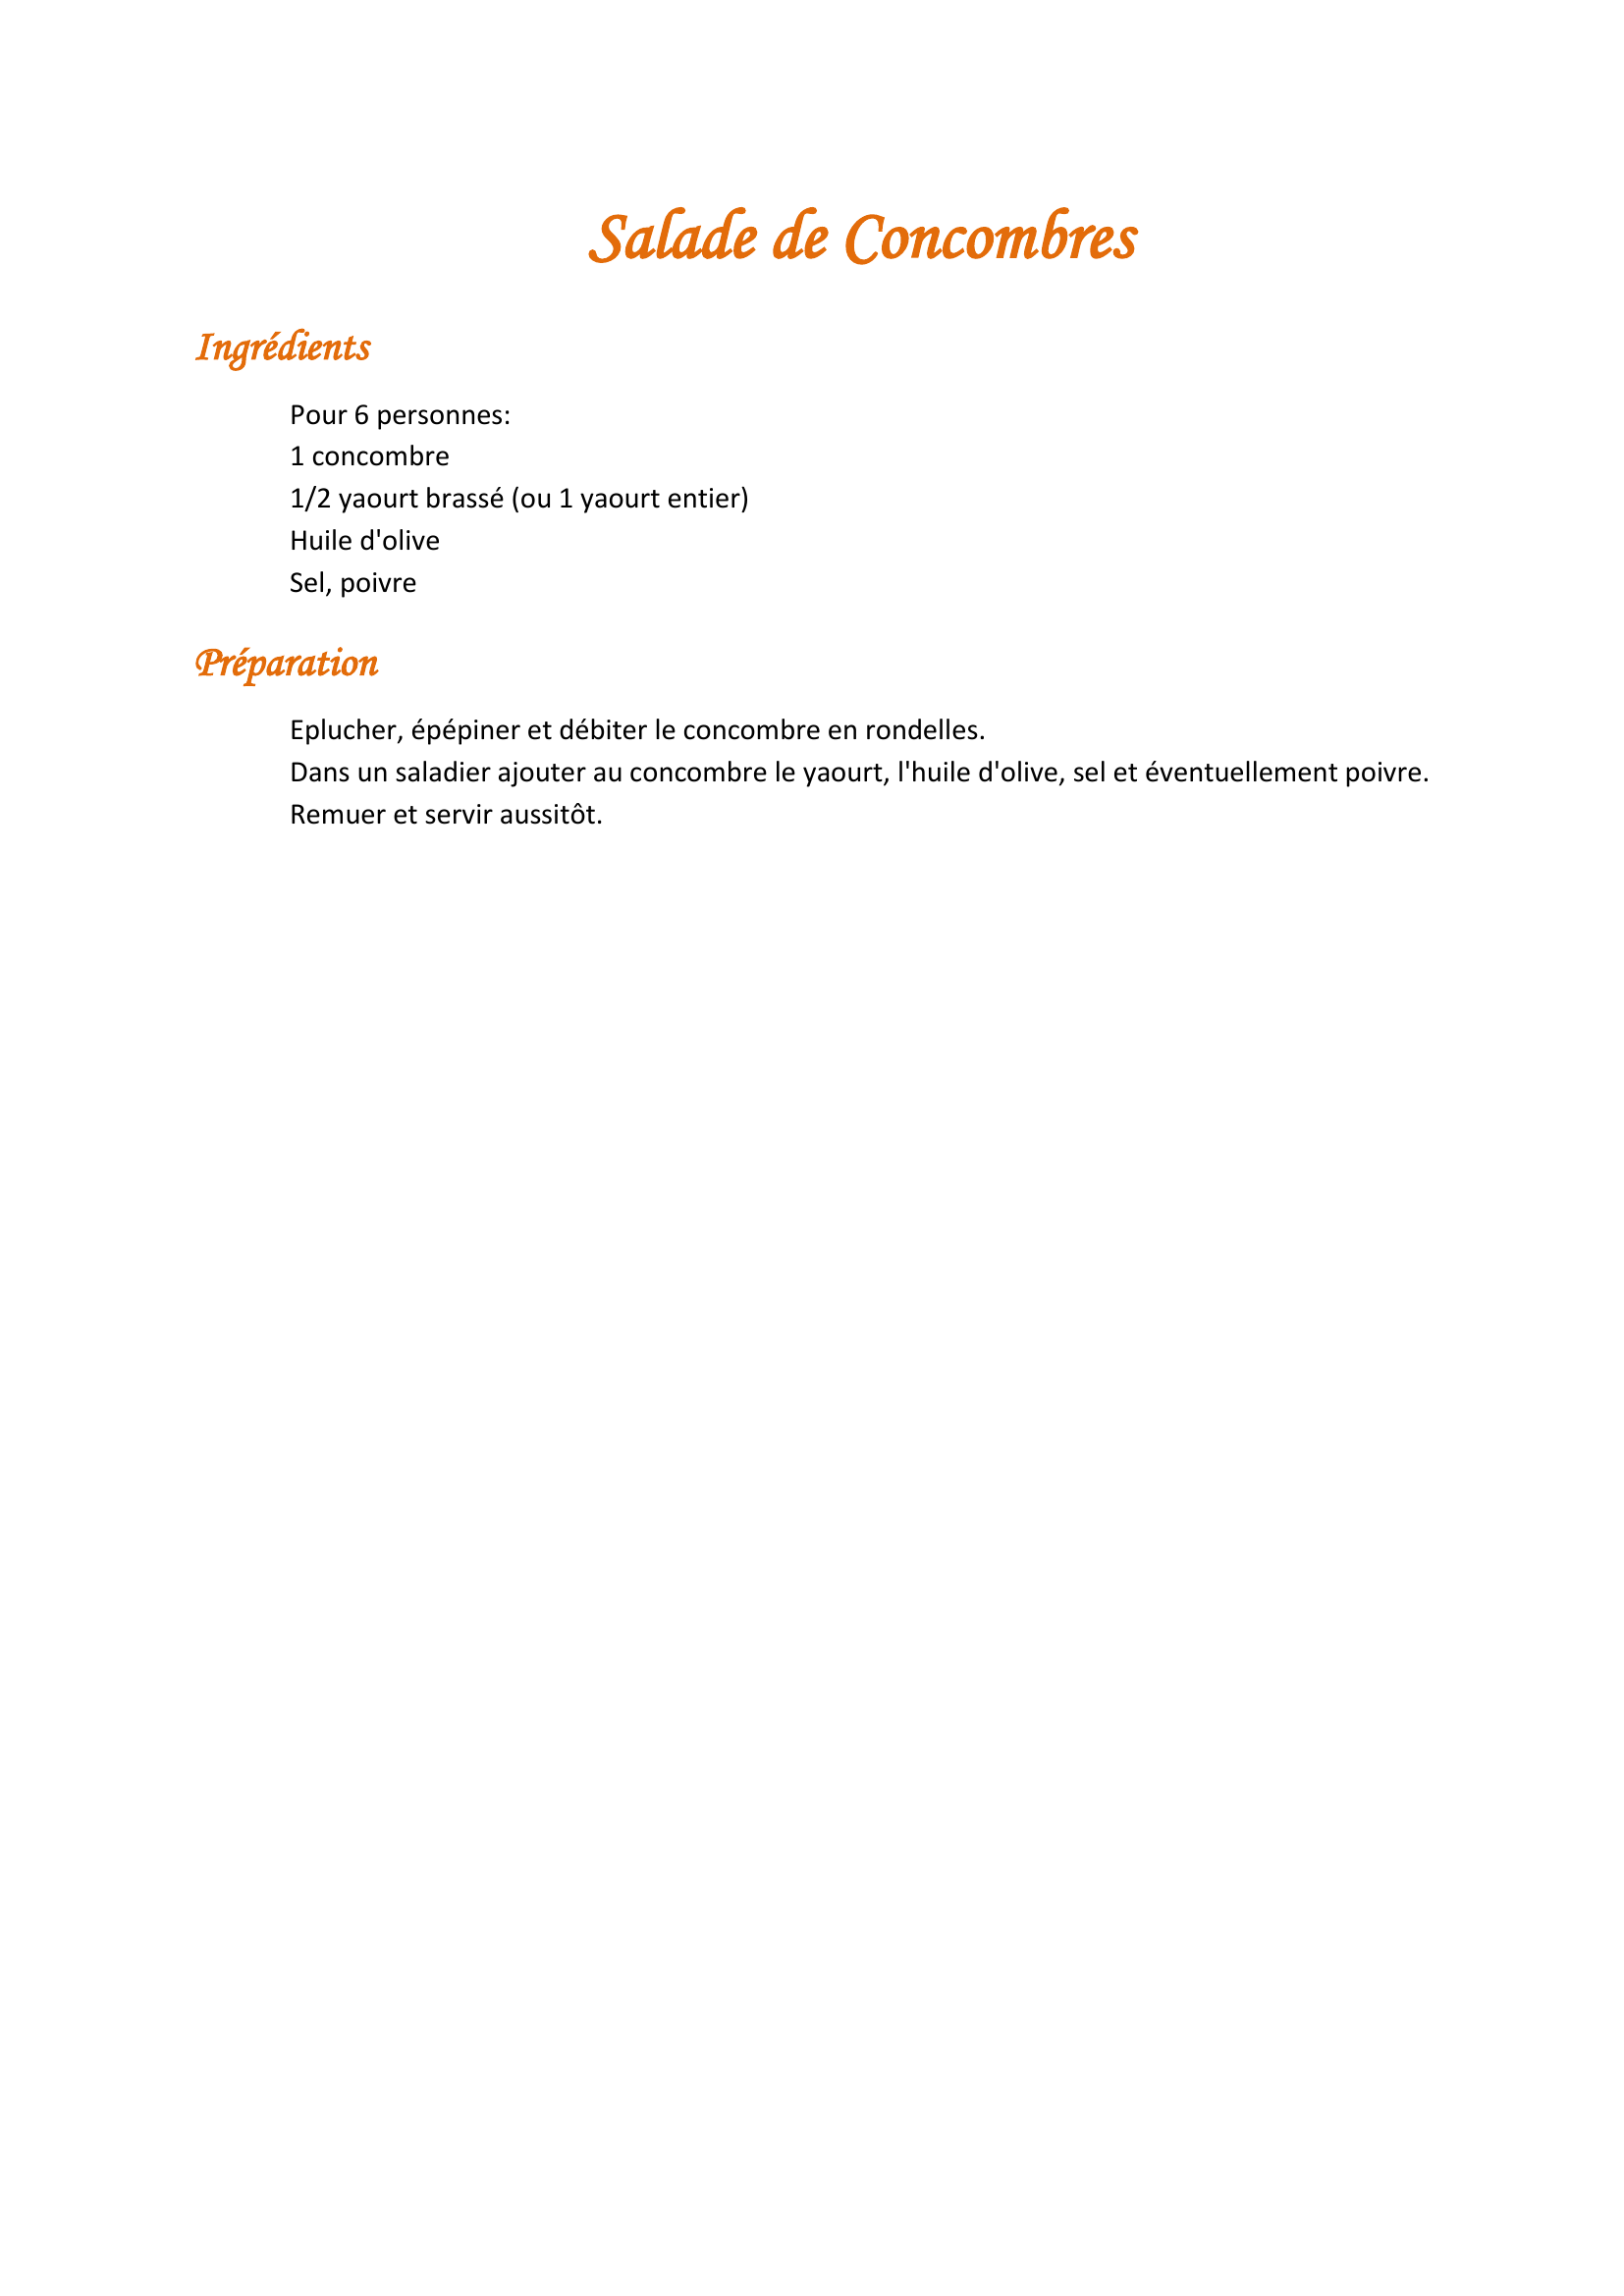 Salade de Concombres
Ingrédients
Pour 6 personnes:
1 concombre
1/2 yaourt brassé (ou 1 yaourt entier)
Huile d'olive
Sel, poivre
Préparation
Eplucher, épépiner et débiter le concombre en rondelles.
Dans un saladier ajouter au concombre le yaourt, l'huile d'olive, sel et éventuellement poivre.
Remuer et servir aussitôt.